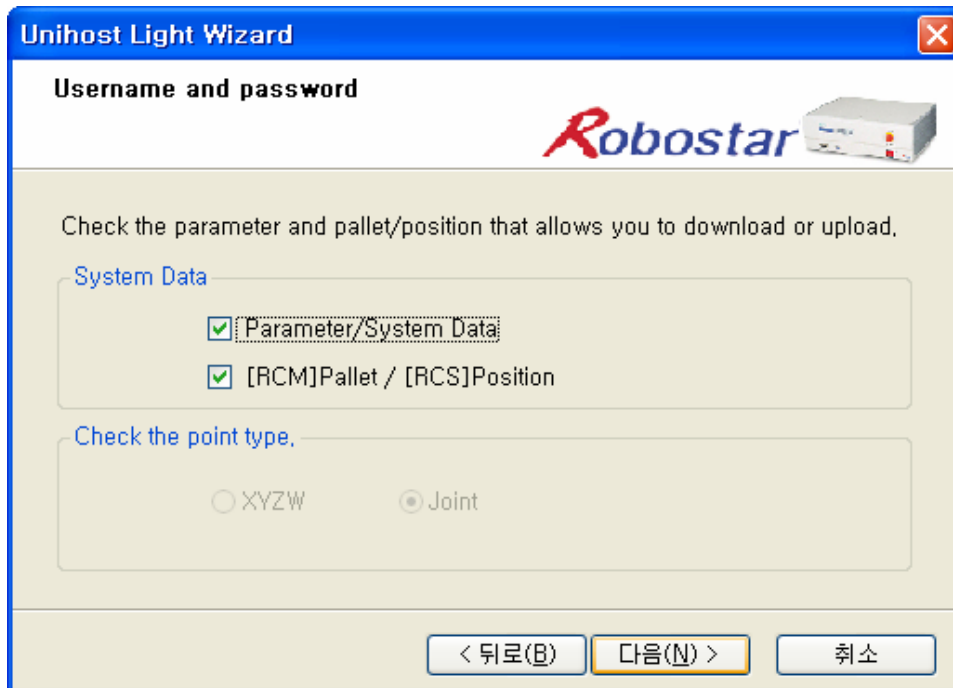 Unihost Light Wizard
Username and password
Robostar
Check the parameter and pallet/position that allows you to download or upload.
System Data
Parameter/System Data
[RCM]Pallet / [RCS]Position
Check the point type.
XYZW Joint
< 뒤로(B) 다음(N) > 취소